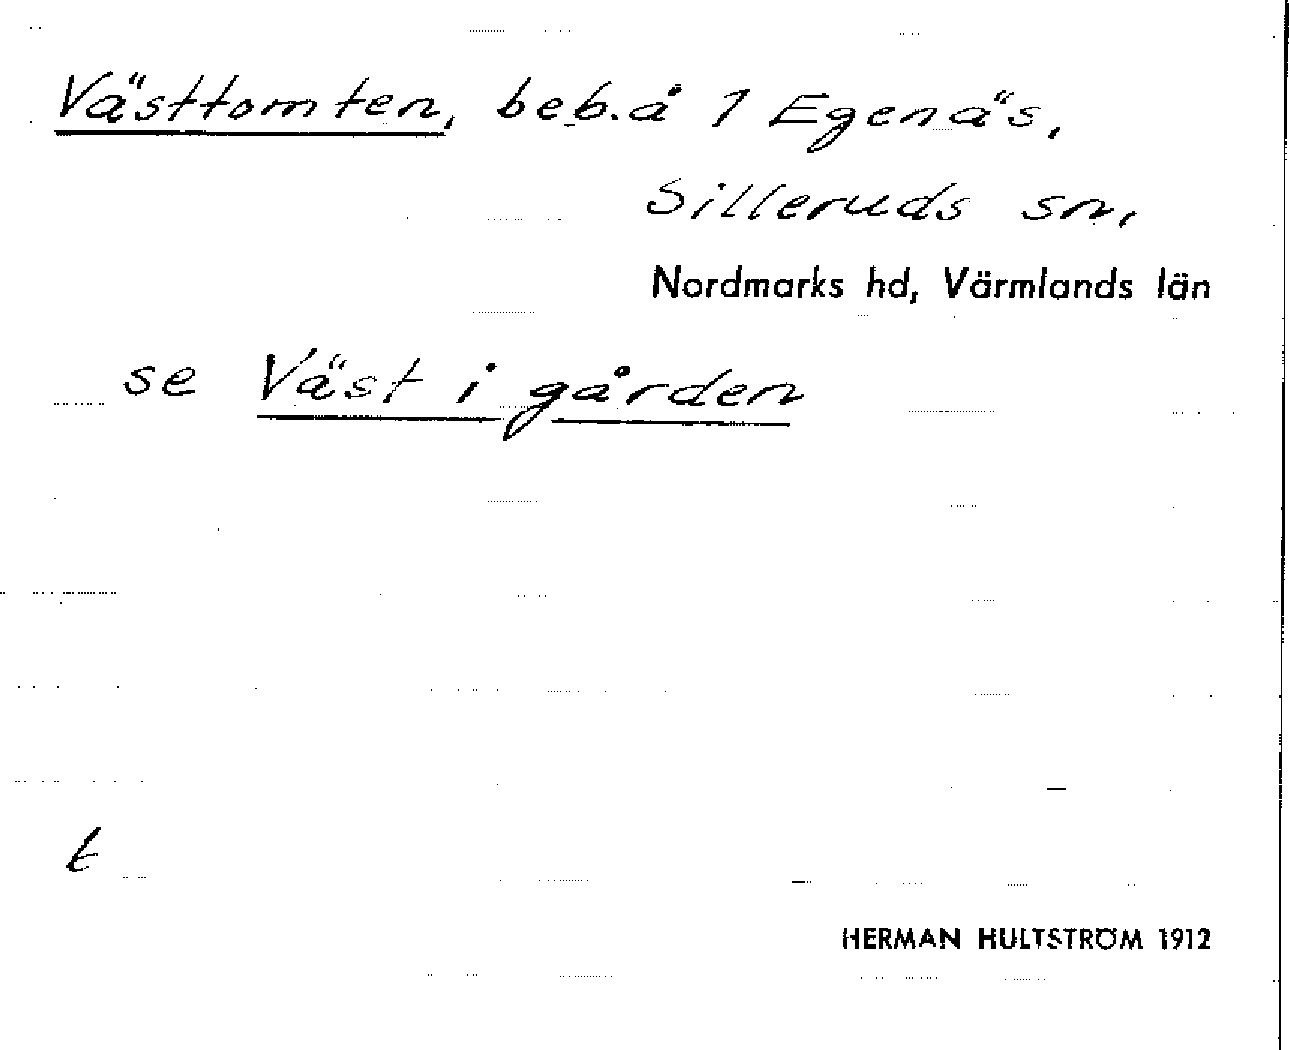 Västtomten, beb. å 1 Egenäs,
Silleruds sn,
Nordmarks hd, Värmlands län
se Väst i gården
t
HERMAN HULTSTRÖM 1912